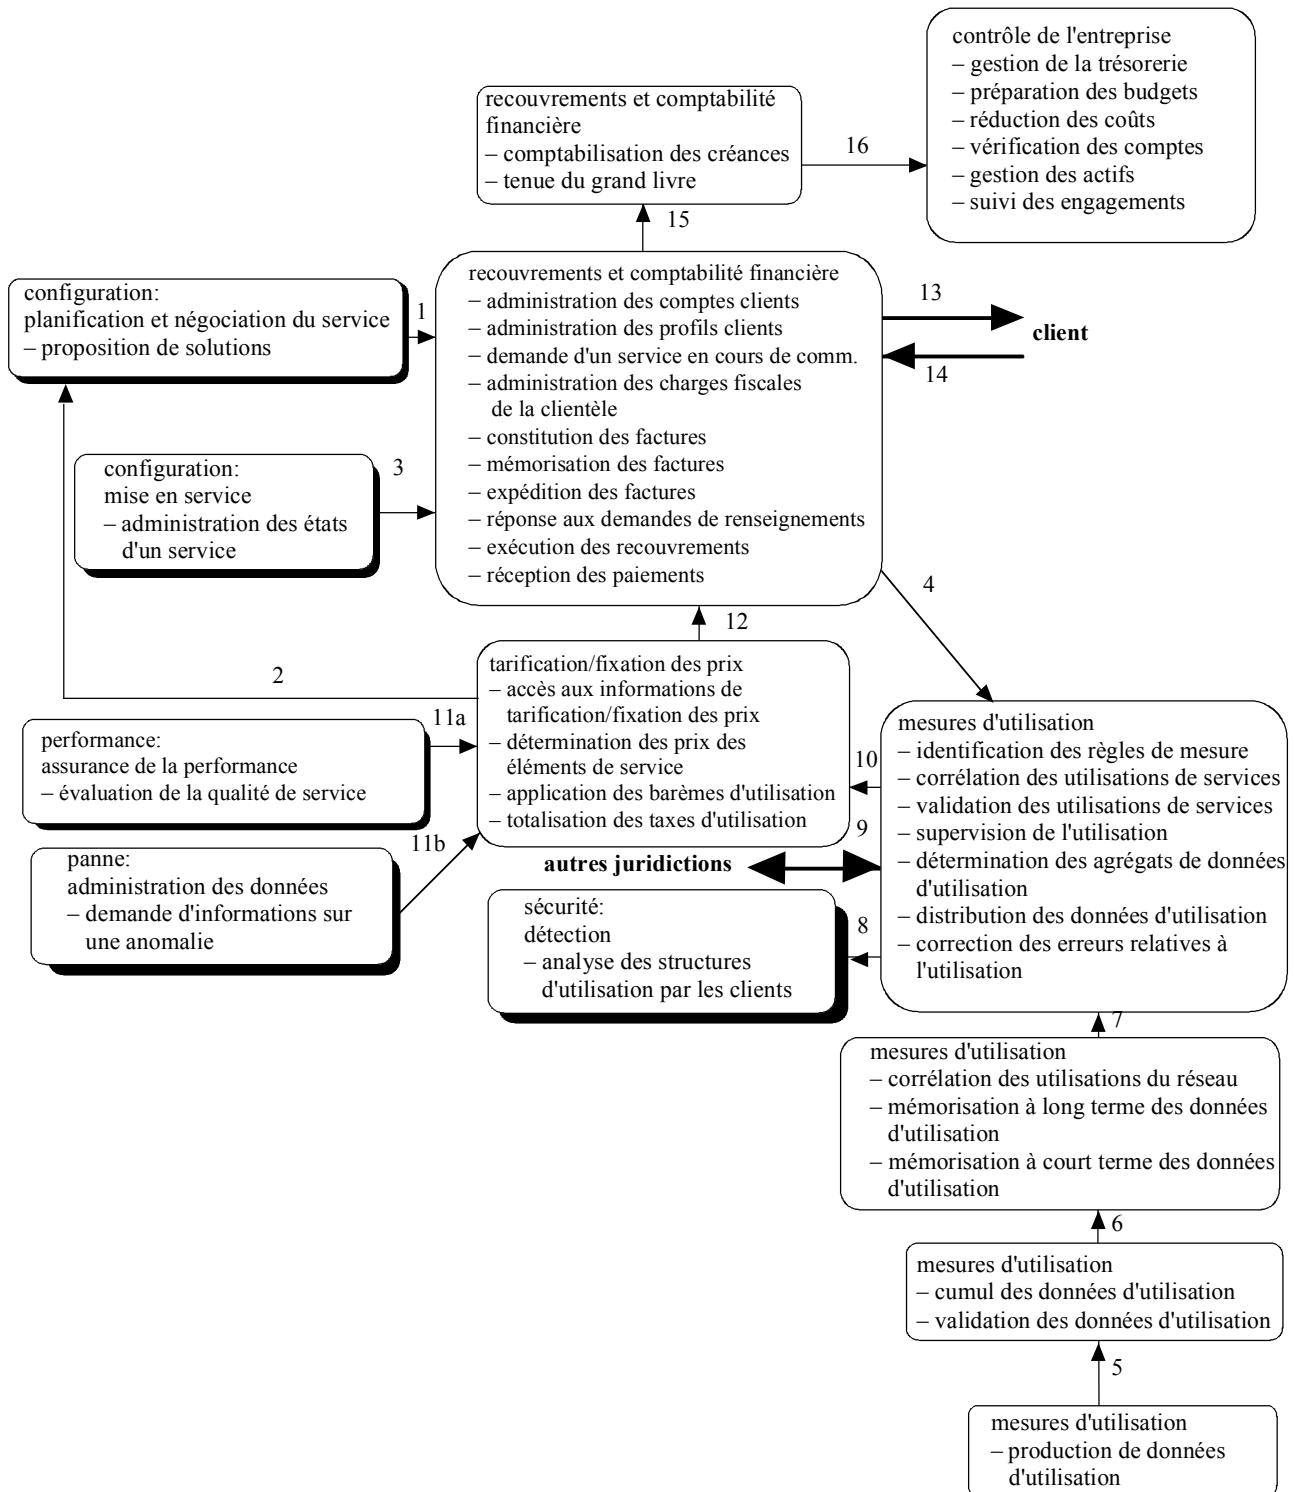 contrôle de l'entreprise
– gestion de la trésorerie
– préparation des budgets
– réduction des coûts
– vérification des comptes
– gestion des actifs
– suivi des engagements
recouvrements et comptabilité
financière
– comptabilisation des créances
– tenue du grand livre
16
15
recouvrements et comptabilité financière
– administration des comptes clients
– administration des profils clients
– demande d'un service en cours de comm.
– administration des charges fiscales
de la clientèle
– constitution des factures
– mémorisation des factures
– expédition des factures
– réponse aux demandes de renseignements
– exécution des recouvrements
– réception des paiements
configuration:
planification et négociation du service
– proposition de solutions
1
13
client
14
configuration:
mise en service
– administration des états
d'un service
3
4
12
2
tarification/fixation des prix
– accès aux informations de
tarification/fixation des prix
– détermination des prix des
éléments de service
– application des barèmes d'utilisation
– totalisation des taxes d'utilisation
performance:
assurance de la performance
– évaluation de la qualité de service
11a
panne:
administration des données
– demande d'informations sur
une anomalie
11b
mesures d'utilisation
– identification des règles de mesure
– corrélation des utilisations de services
– validation des utilisations de services
– supervision de l'utilisation
– détermination des agrégats de données
d'utilisation
– distribution des données d'utilisation
– correction des erreurs relatives à
l'utilisation
10
9
autres juridictions
sécurité:
détection
– analyse des structures
d'utilisation par les clients
8
7
mesures d'utilisation
– corrélation des utilisations du réseau
– mémorisation à long terme des données
d'utilisation
– mémorisation à court terme des données
d'utilisation
6
mesures d'utilisation
– cumul des données d'utilisation
– validation des données d'utilisation
5
mesures d'utilisation
– production de données
d'utilisation